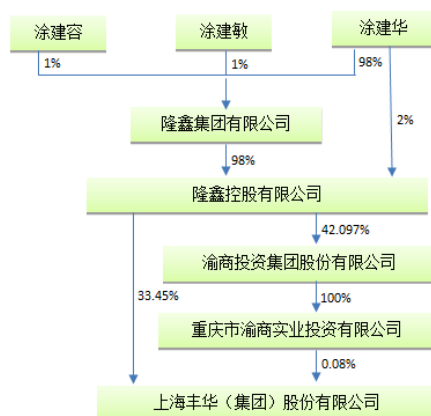 涂建容
涂建敏
涂建华
1%
1%
98%
隆鑫集团有限公司
2%
98%
隆鑫控股有限公司
42.097%
渝商投资集团股份有限公司
33.45%
100%
重庆市渝商实业投资有限公司
0.08%
上海丰华（集团）股份有限公司